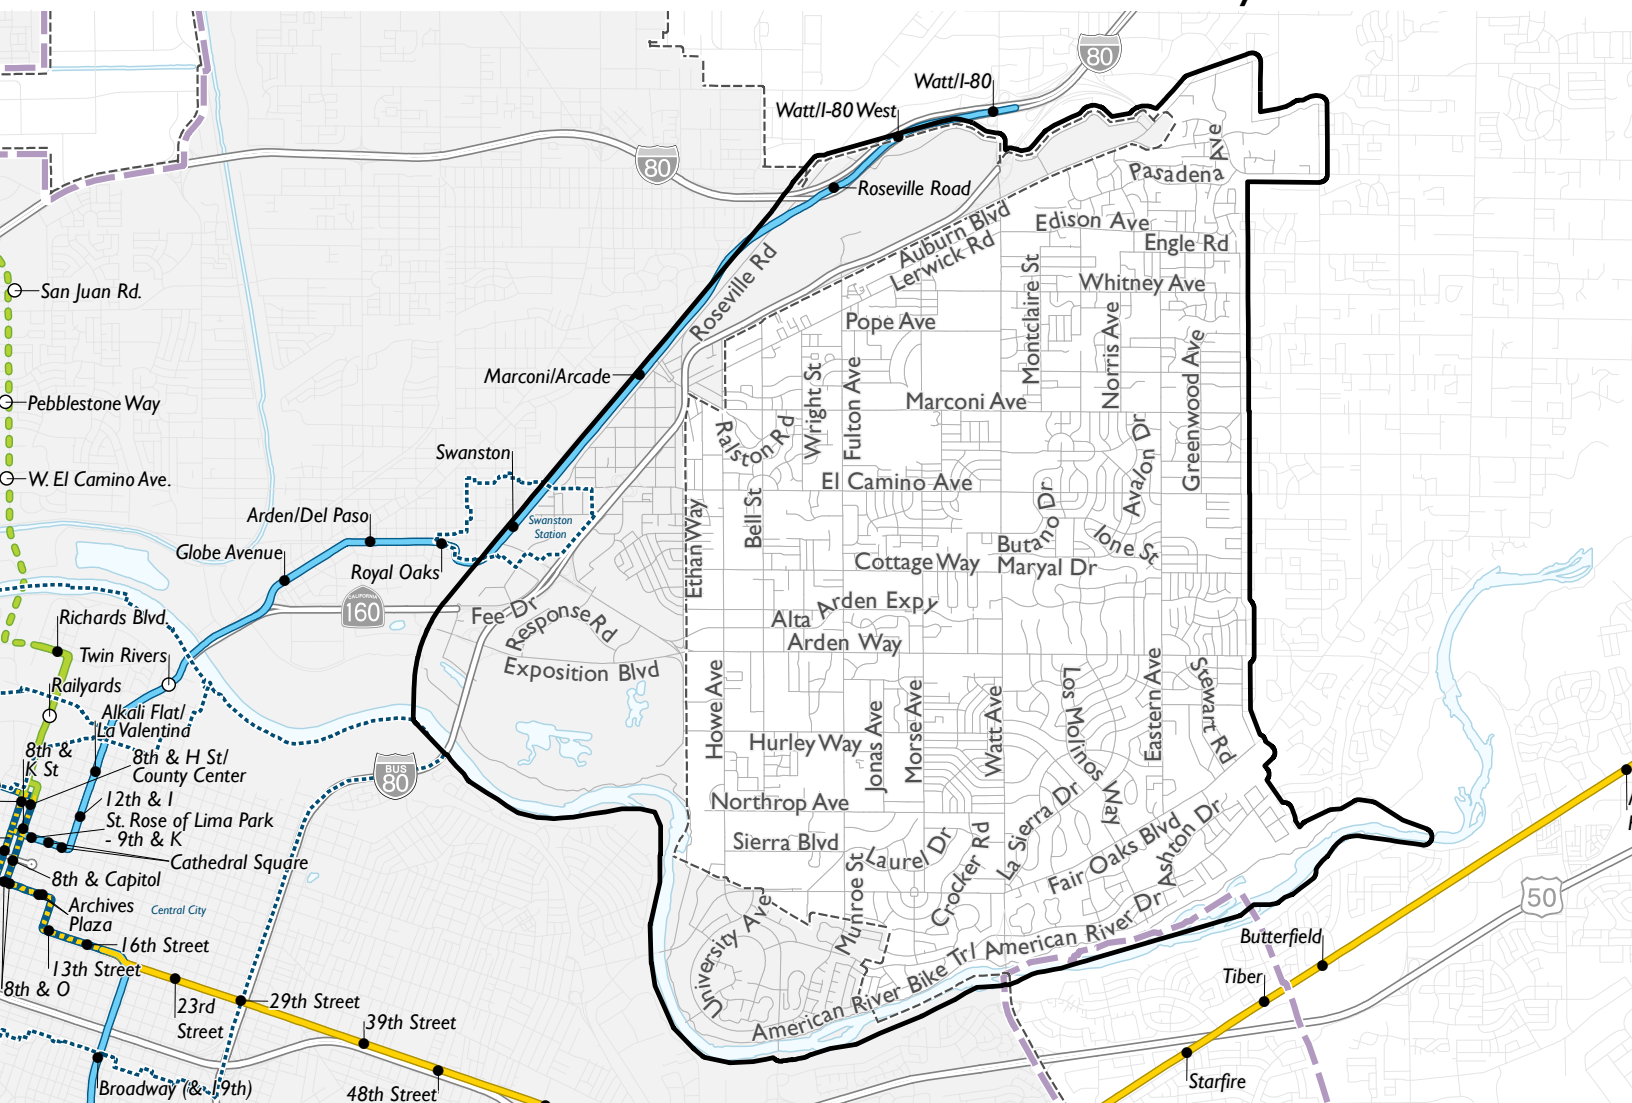 80
Watt/I-80
Watt/I-80 West
80
Roseville Road
Pasadena
Ave
Auburn Blvd
Lerwick Rd
Edison Ave
Engle Rd
Whitney Ave
Roseville Rd
San Juan Rd.
Pope Ave
Montclaire St
Norris Ave
Greenwood Ave
Marconi/Arcade
Pebblestone Way
Wright St
Fulton Ave
Marconi Ave
Ralston Rd
Avalon Dr
Swanston
W. El Camino Ave.
El Camino Ave
Arden/Del Paso
Swanston
Station
Ethan Way
Bell St
Butano Dr
Ione St
Globe Avenue
Royal Oaks
Cottage Way
Maryal Dr
CALIFORNIA
160
Fee Dr
Response Rd
Alta
Arden Expy
Arden Way
Richards Blvd.
Twin Rivers
Exposition Blvd
Railyards
Alkali Flat/
La Valentina
Howe Ave
Jonas Ave
Morse Ave
Watt Ave
Los Molinos Way
Eastern Ave
Stewart Rd
8th &
K St
8th & H St/
County Center
BUS
80
Hurley Way
12th & I
St. Rose of Lima Park
- 9th & K
Northrop Ave
Sierra Blvd
Laurel Dr
Crocker Rd
La Sierra Dr
Fair Oaks Blvd
Ashton Dr
Cathedral Square
8th & Capitol
Archives
Plaza
Central City
50
University Ave
Munroe St
16th Street
13th Street
8th & O
American River Bike Trl
American River Dr
Butterfield
Tiber
23rd
Street
29th Street
39th Street
48th Street
Broadway (& 19th)
Starfire